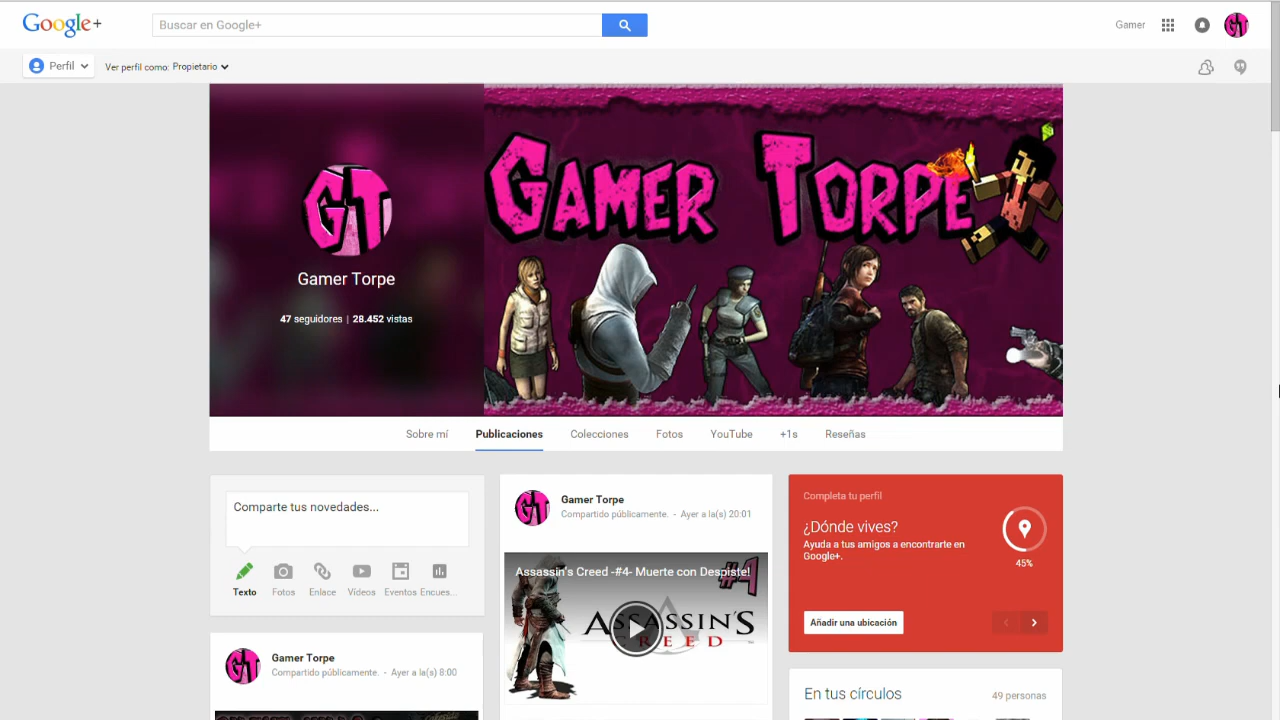 Google+
Buscar en Google+
Gamer
GT
Perfil
Ver perfil como: Propietario
GAMER TORPE
GT
Gamer Torpe
47 seguidores | 28.452 vistas
Sobre mí
Publicaciones
Colecciones
Fotos
YouTube
+1s
Reseñas
Comparte tus novedades...
Texto
Fotos
Enlace
Vídeos
Eventos
Encues...
GT
Gamer Torpe
Compartido públicamente. - Ayer a la(s) 8:00
GT
Gamer Torpe
Compartido públicamente. - Ayer a la(s) 20:01
Assassin's Creed -#4- Muerte con Despiste!
#4
ASSASSIN'S
REED
Completa tu perfil
¿Dónde vives?
Ayuda a tus amigos a encontrarte en
Google+.
45%
Añadir una ubicación
En tus círculos
49 personas